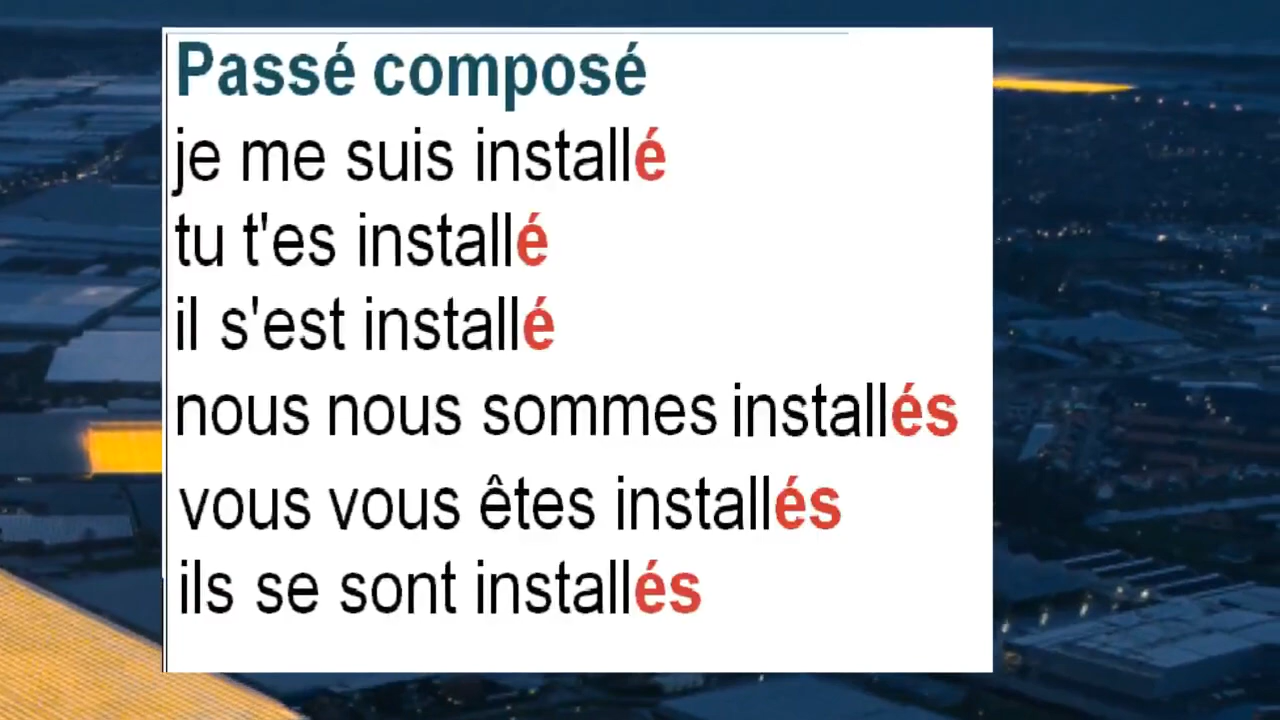 Passé composé
je me suis installé
tu t'es installé
il s'est installé
nous nous sommes installés
vous vous êtes installés
ils se sont installés